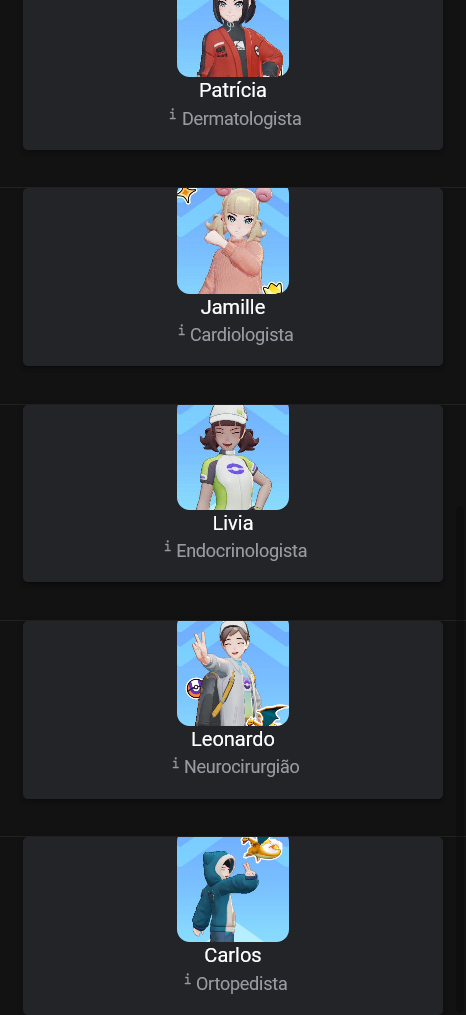 Patrícia
i Dermatologista
Jamille
i Cardiologista
Livia
i Endocrinologista
Leonardo
i Neurocirurgião
Carlos
i Ortopedista